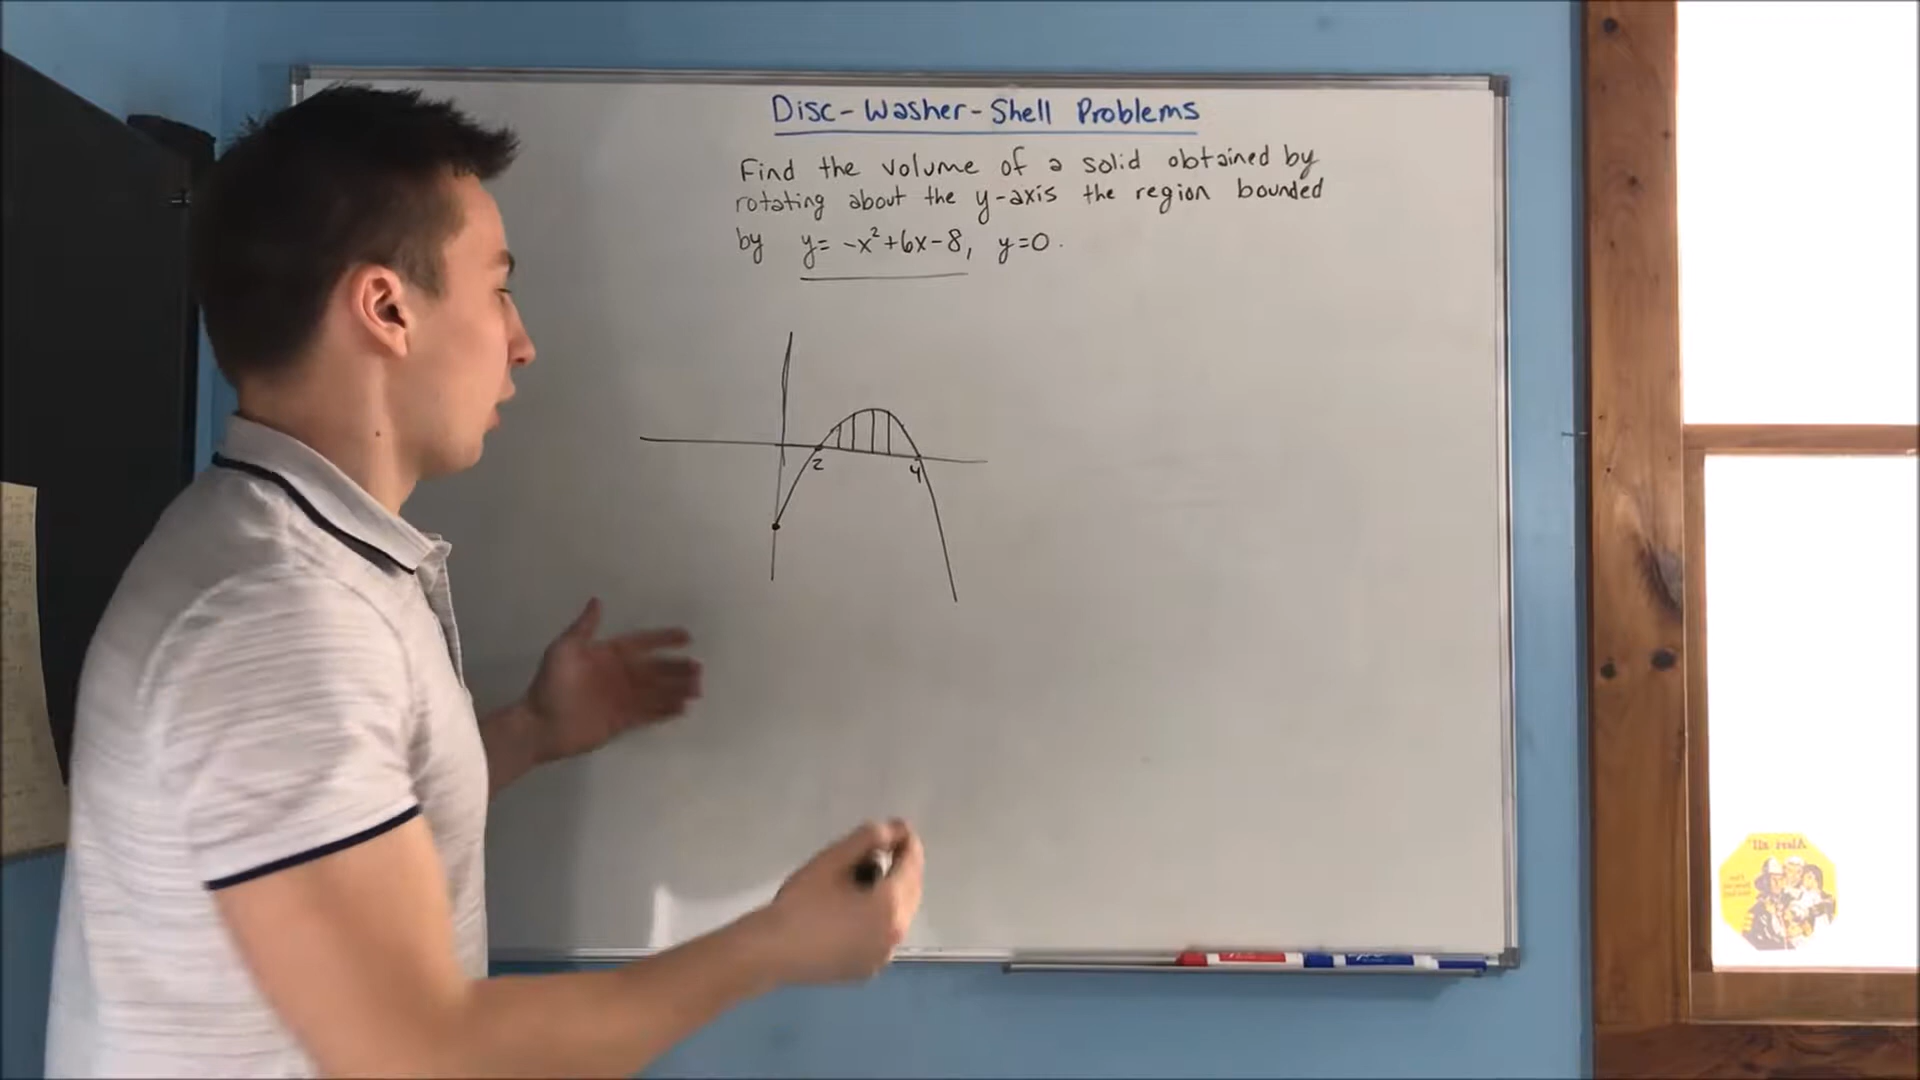 Disc-Washer-Shell Problems
Find the volume of a solid obtained by
rotating about the y-axis the region bounded
by y= -x²+6x-8, y=0.
2
4